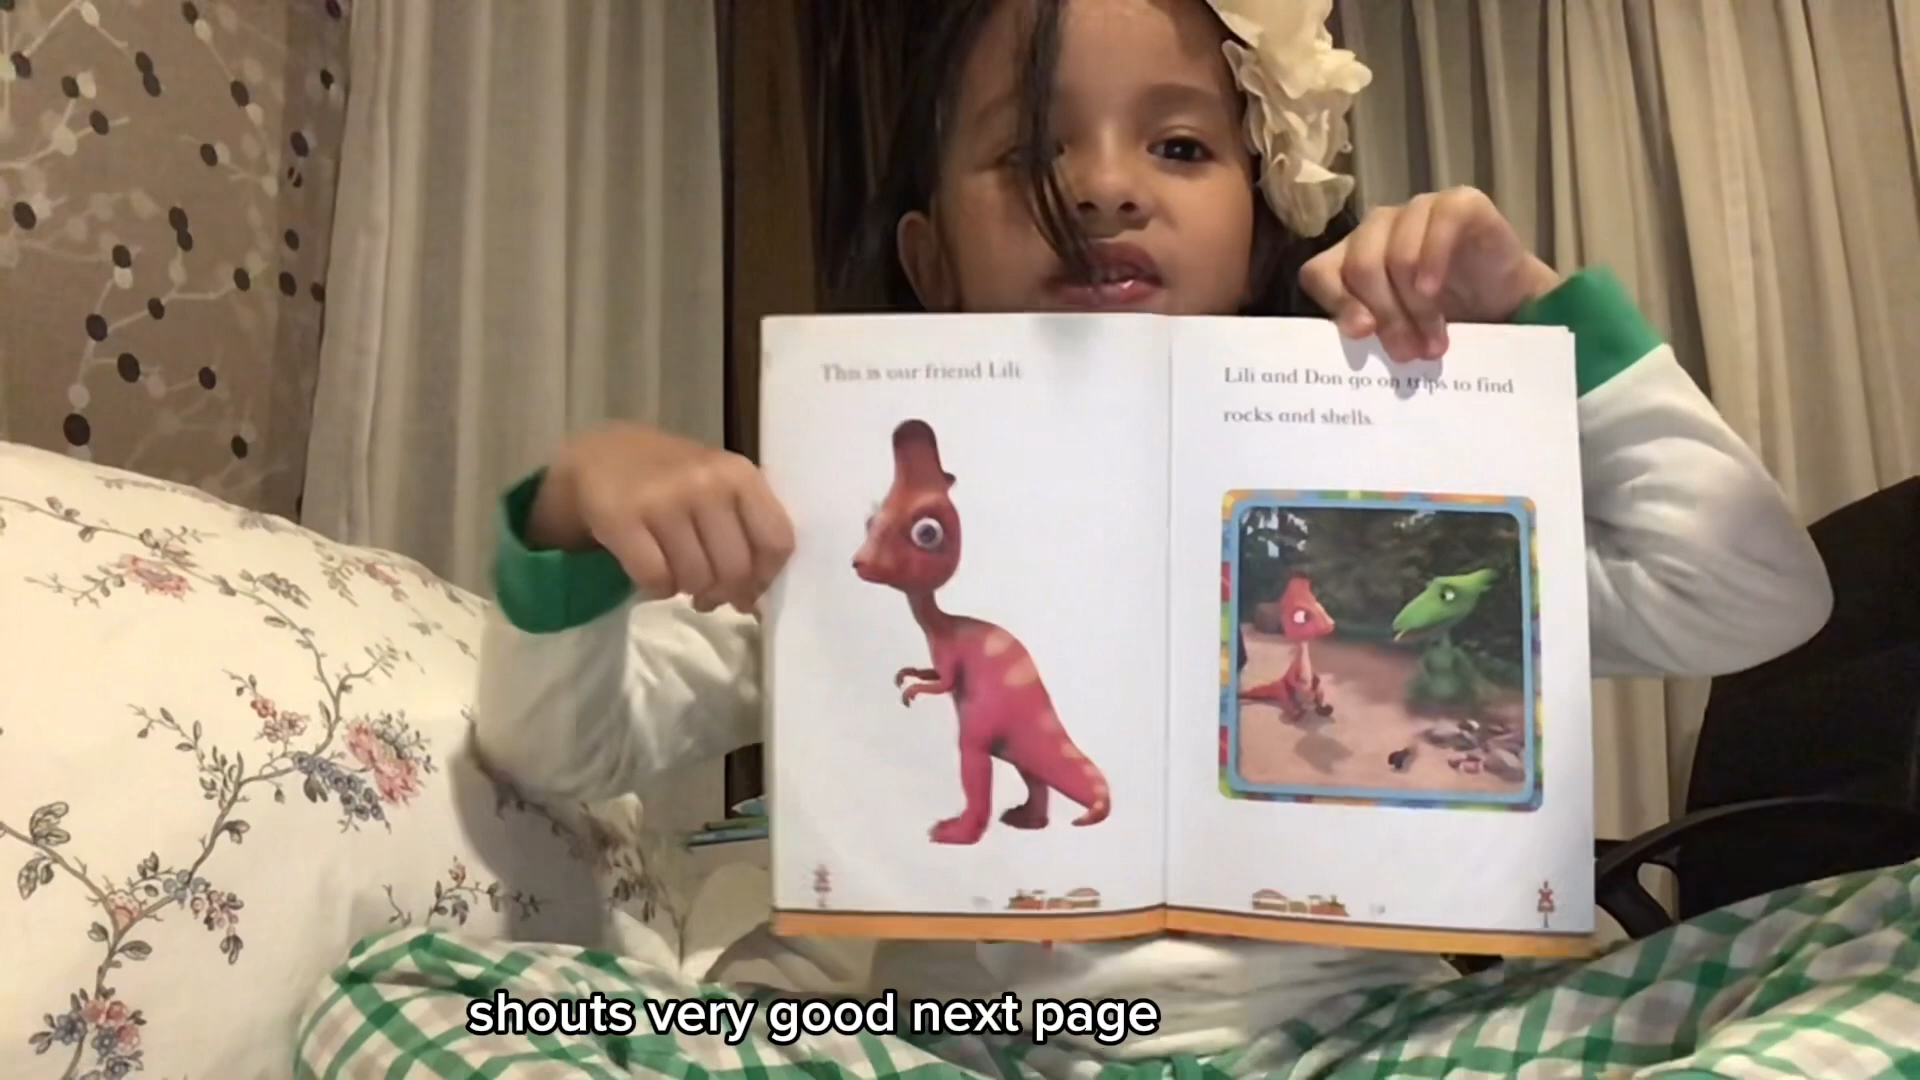 This is our friend Lili
Lili and Don go on trips to find
rocks and shells.
shouts very good next page